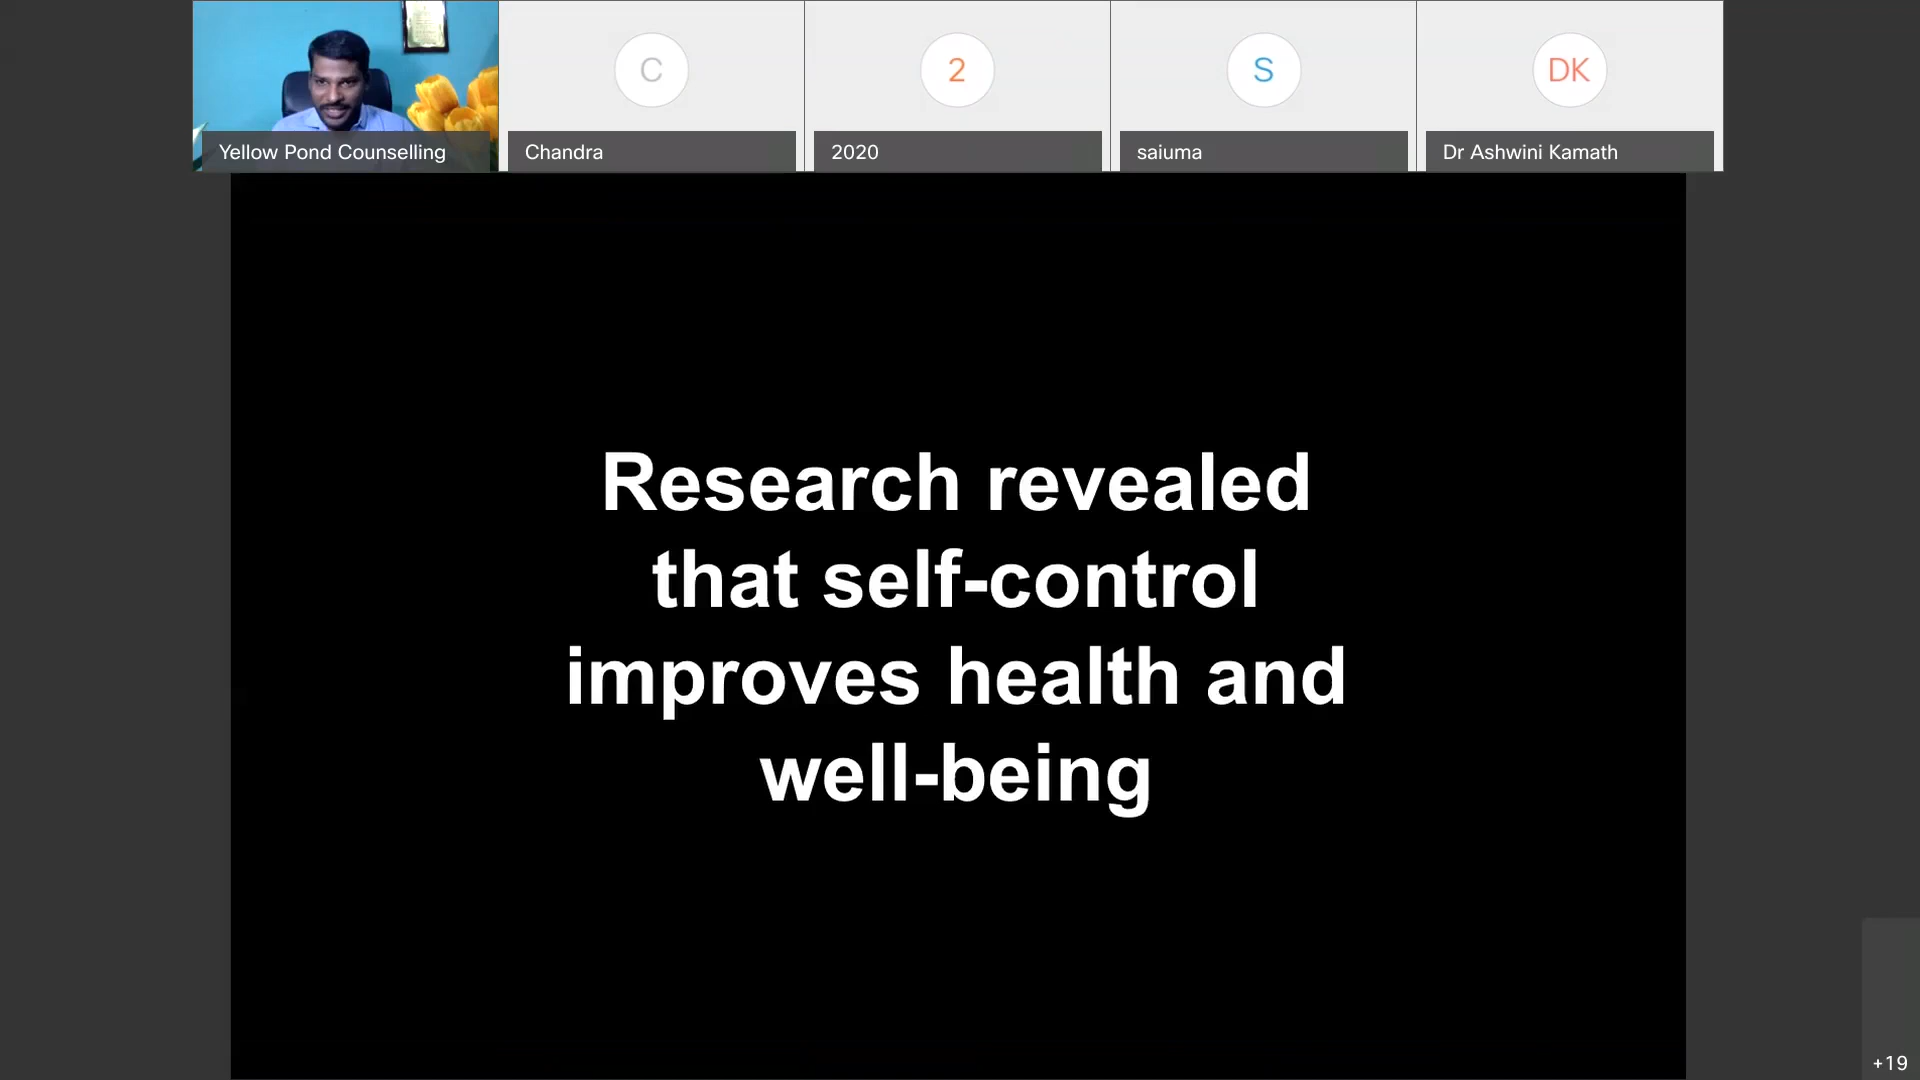 C
2
S
DK
Yellow Pond Counselling
Chandra
2020
saiuma
Dr Ashwini Kamath
Research revealed
that self-control
improves health and
well-being
+19